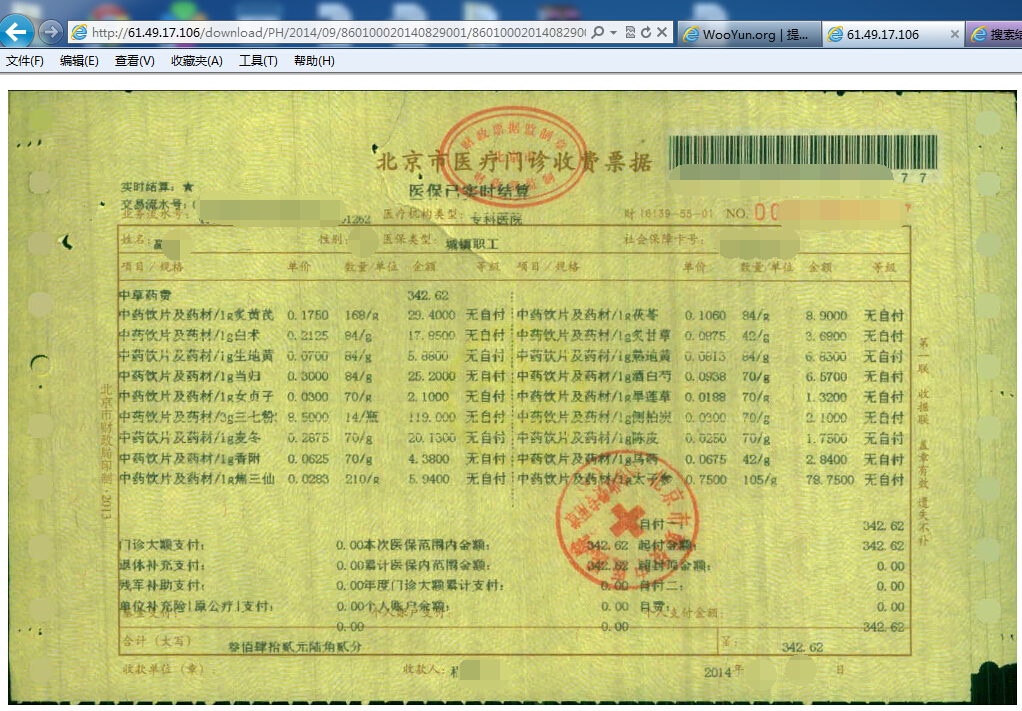 http://61.49.17.106/download/PH/2014/09/860100020140829001/8601000201408290
WooYun.org | 提...
61.49.17.106
搜索结
文件(F) 编辑(E) 查看(V) 收藏夹(A) 工具(T) 帮助(H)
北京市医疗门诊收费票据
7 7
实时结算：★
医保已实时结算
交易流水号：
业务流水号： 01262 医疗机构类型： 专科医院 财 16139-55-01 NO.
姓名： 性别： 医保类型： 城镇职工 社会保障卡号：
项目／规格 单价 数量/单位 金额 等级 项目／规格 单价 数量/单位 金额 等级
中草药费 342.62
中药饮片及药材/1g炙黄芪 0.1750 168/g 29.4000 无自付 中药饮片及药材/1g茯苓 0.1060 84/g 8.9000 无自付
中药饮片及药材/1g白术 0.2125 84/g 17.8500 无自付 中药饮片及药材/1g炙甘草 0.0875 42/g 3.6800 无自付
中药饮片及药材/1g生地黄 0.0700 84/g 5.8800 无自付 中药饮片及药材/1g熟地黄 0.0813 84/g 6.8300 无自付
中药饮片及药材/1g当归 0.3000 84/g 25.2000 无自付 中药饮片及药材/1g酒白芍 0.0938 70/g 6.5700 无自付
中药饮片及药材/1g女贞子 0.0300 70/g 2.1000 无自付 中药饮片及药材/1g旱莲草 0.0188 70/g 1.3200 无自付
中药饮片及药材/3g三七粉 8.5000 14/瓶 119.000 无自付 中药饮片及药材/1g侧柏炭 0.0300 70/g 2.1000 无自付
中药饮片及药材/1g麦冬 0.2875 70/g 20.1300 无自付 中药饮片及药材/1g陈皮 0.0250 70/g 1.7500 无自付
中药饮片及药材/1g香附 0.0625 70/g 4.3800 无自付 中药饮片及药材/1g乌药 0.0675 42/g 2.8400 无自付
中药饮片及药材/1g焦三仙 0.0283 210/g 5.9400 无自付 中药饮片及药材/1g太子参 0.7500 105/g 78.7500 无自付
自付一： 342.62
门诊大额支付： 0.00 本次医保范围内金额： 342.62 起付金额： 342.62
退休补充支付： 0.00 累计医保内范围金额： 342.62 超封顶金额： 0.00
残军补助支付： 0.00 年度门诊大额累计支付： 0.00 自付二： 0.00
单位补充险[原公疗]支付： 0.00 个人账户余额： 0.00 自费： 0.00
基金支付： 0.00 个人账户支付： 0.00 个人支付金额： 342.62
合计（大写） 叁佰肆拾贰元陆角贰分 ￥： 342.62
收款单位（章）： 收款人： 2014 年 日
北京市财政局印制·2013
第一联 收据联 盖章有效 遗失不补